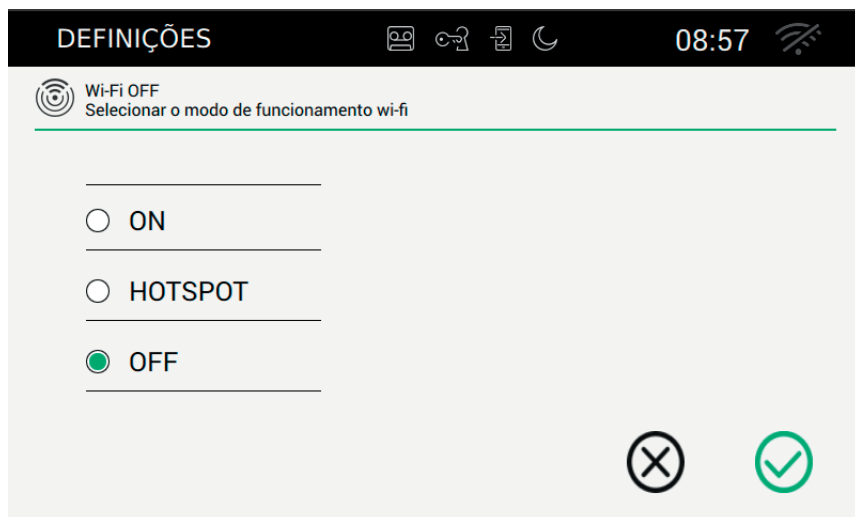 DEFINIÇÕES
08:57
Wi-Fi OFF
Selecionar o modo de funcionamento wi-fi
ON
HOTSPOT
OFF